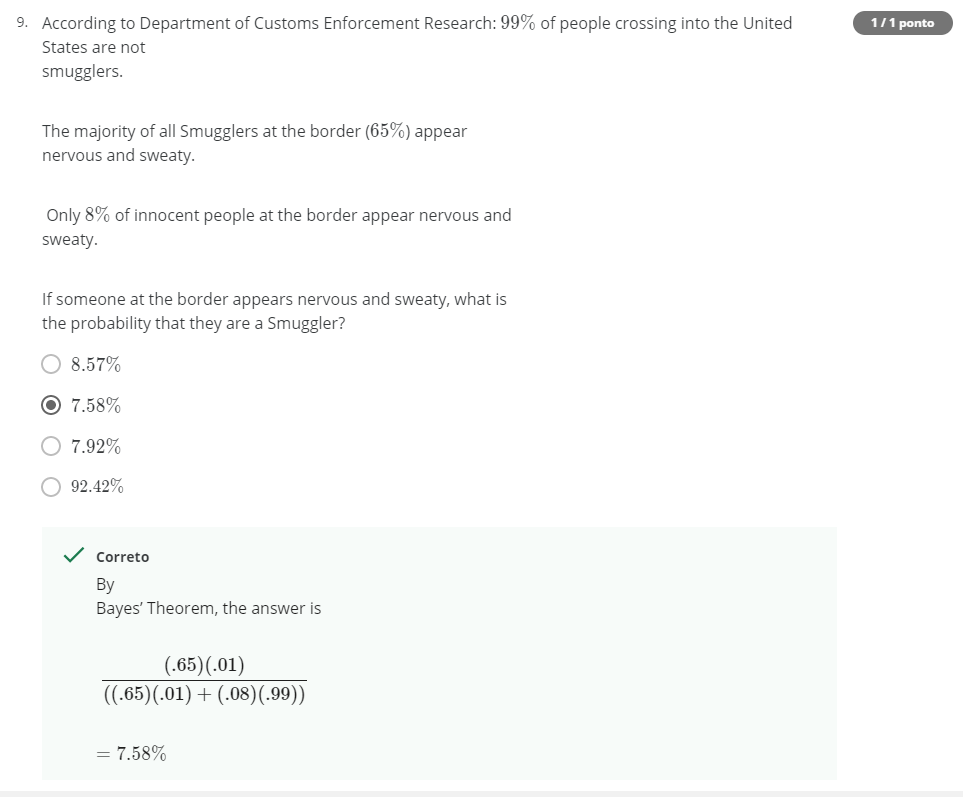 9. According to Department of Customs Enforcement Research: 99% of people crossing into the United
1 / 1 ponto
States are not
smugglers.
The majority of all Smugglers at the border (65%) appear
nervous and sweaty.
Only 8% of innocent people at the border appear nervous and
sweaty.
If someone at the border appears nervous and sweaty, what is
the probability that they are a Smuggler?
8.57%
7.58%
7.92%
92.42%
Correto
By
Bayes’ Theorem, the answer is
(.65)(.01)
((.65)(.01) + (.08)(.99))
= 7.58%